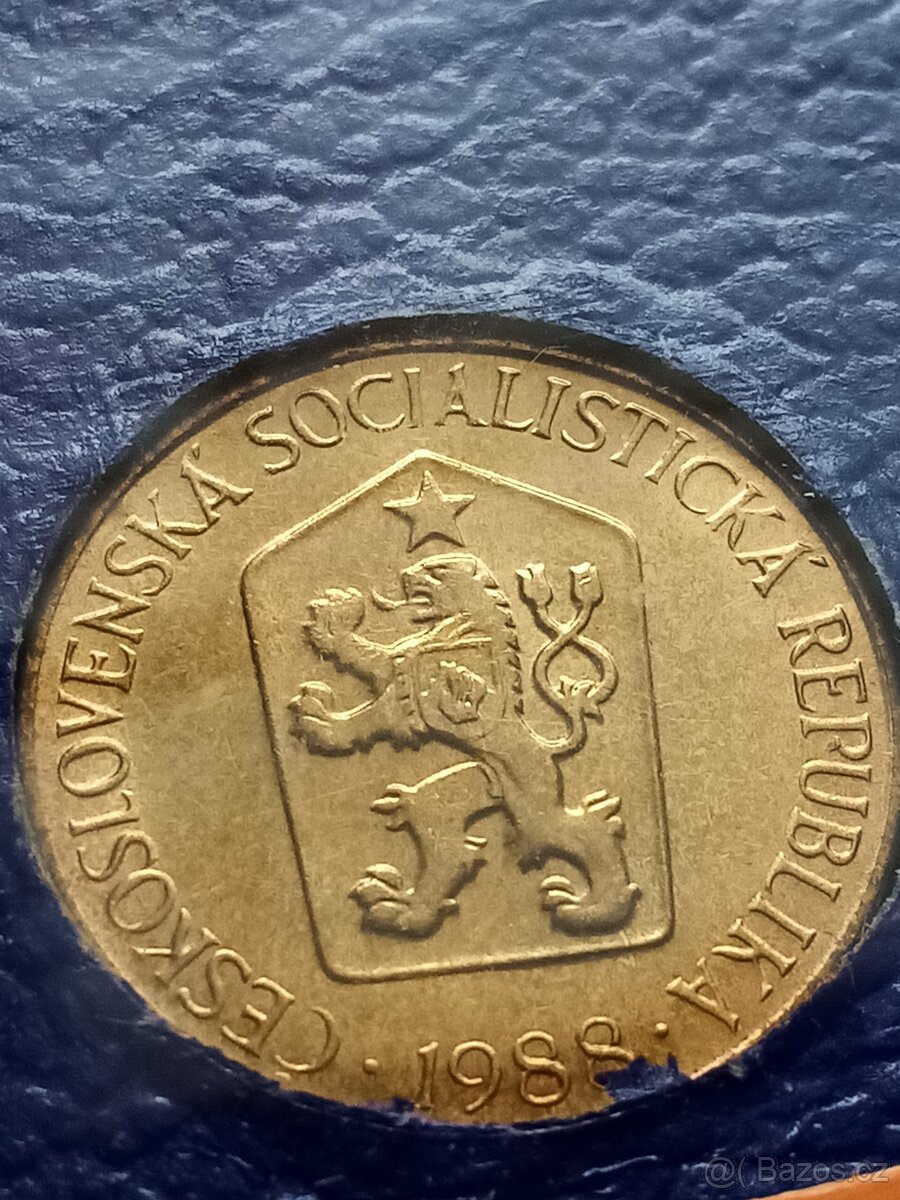 ČESKOSLOVENSKÁ SOCIALISTICKÁ REPUBLIKA
· 1988 ·
@( Bazos.cz